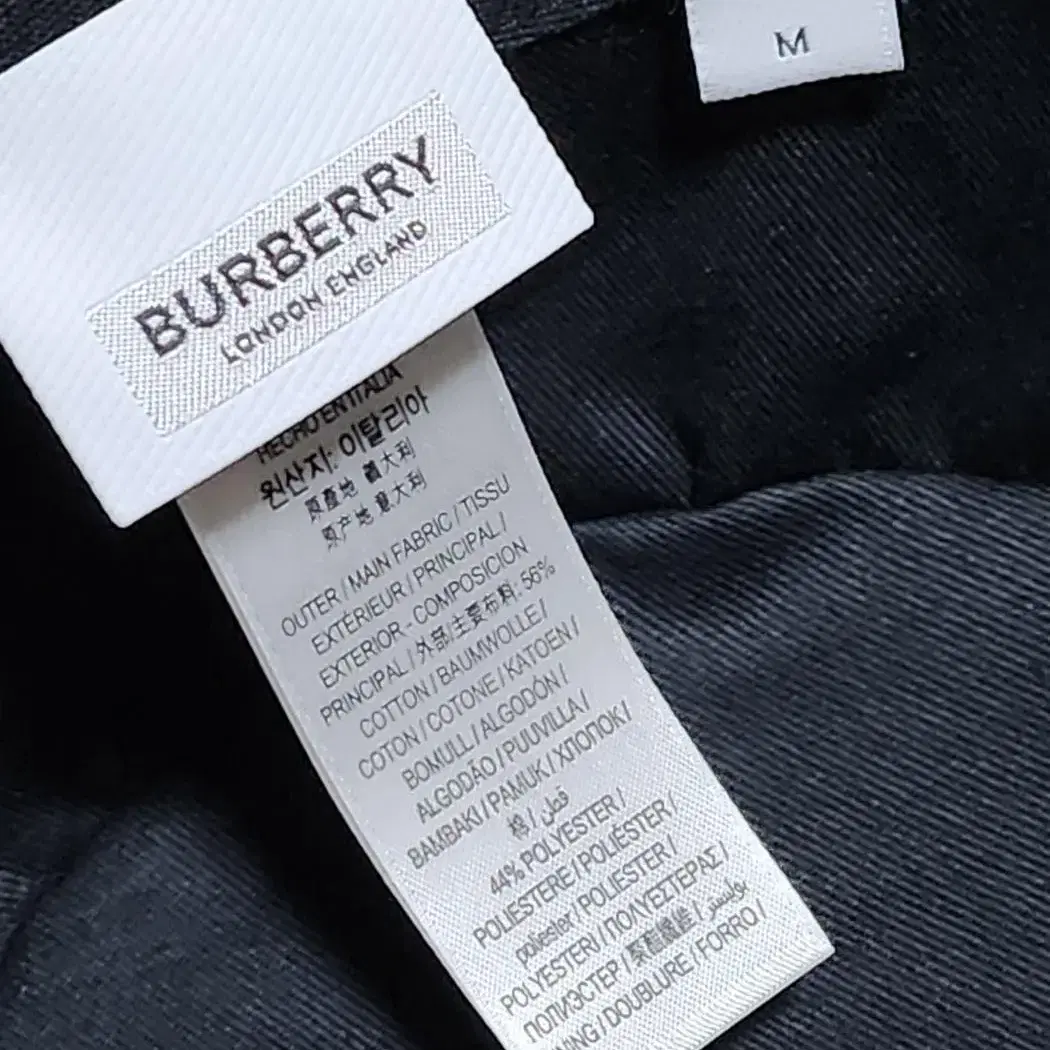 M
BURBERRY
LONDON ENGLAND
HECHO EN ITALIA
원산지: 이탈리아
原產地 義大利
原产地 意大利
OUTER / MAIN FABRIC / TISSU
EXTÉRIEUR / PRINCIPAL /
EXTERIOR - COMPOSICION
PRINCIPAL / 外部/主要布料: 56%
COTTON / BAUMWOLLE /
COTON / COTONE / KATOEN /
BOMULL / ALGODÓN /
ALGODÃO / PUUVILLA /
BAMBAKI / PAMUK / ХЛОПОК /
棉 / قطن
44% POLYESTER /
POLIESTERE / POLIÉSTER /
poliester / POLIESTER /
POLYESTERI / ΠΟΛΥΕΣΤΕΡΑΣ /
ПОЛИЭСТЕР / 聚酯纖維 / بوليستر
NING / DOUBLURE / FORRO /